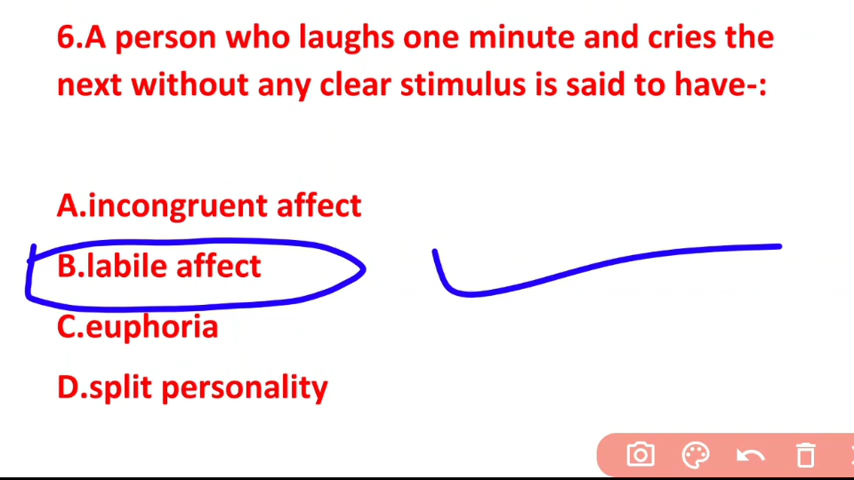 6.A person who laughs one minute and cries the
next without any clear stimulus is said to have-:
A.incongruent affect
B.labile affect
C.euphoria
D.split personality